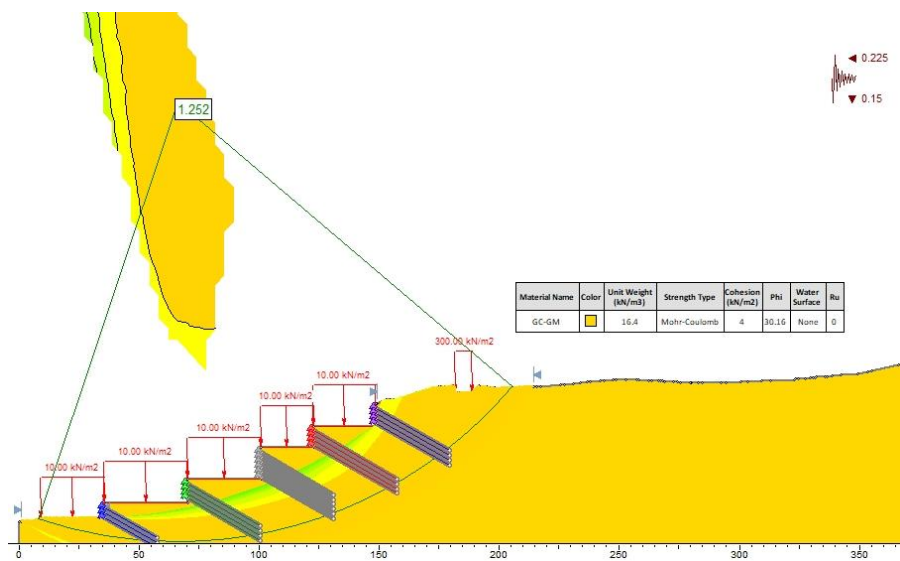 0.225
0.15
1.252
Material Name Color Unit Weight (kN/m3) Strength Type Cohesion (kN/m2) Phi Water Surface Ru
GC-GM 16.4 Mohr-Coulomb 4 30.16 None 0
300.00 kN/m2
10.00 kN/m2
10.00 kN/m2
10.00 kN/m2
10.00 kN/m2
10.00 kN/m2
0 50 100 150 200 250 300 350